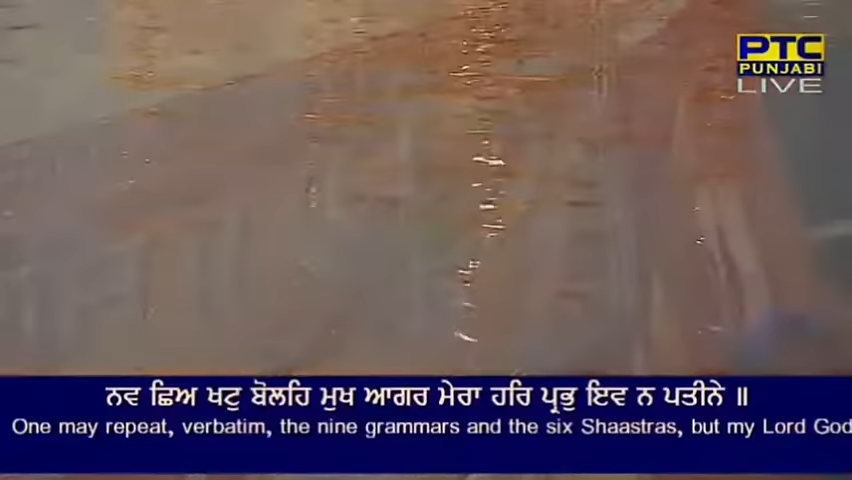 PTC
PUNJABI
LIVE
ਨਵ ਛਿਅ ਖਟੁ ਬੋਲਹਿ ਮੁਖ ਆਗਰ ਮੇਰਾ ਹਰਿ ਪ੍ਰਭੁ ਇਵ ਨ ਪਤੀਨੇ ॥
One may repeat, verbatim, the nine grammars and the six Shaastras, but my Lord God